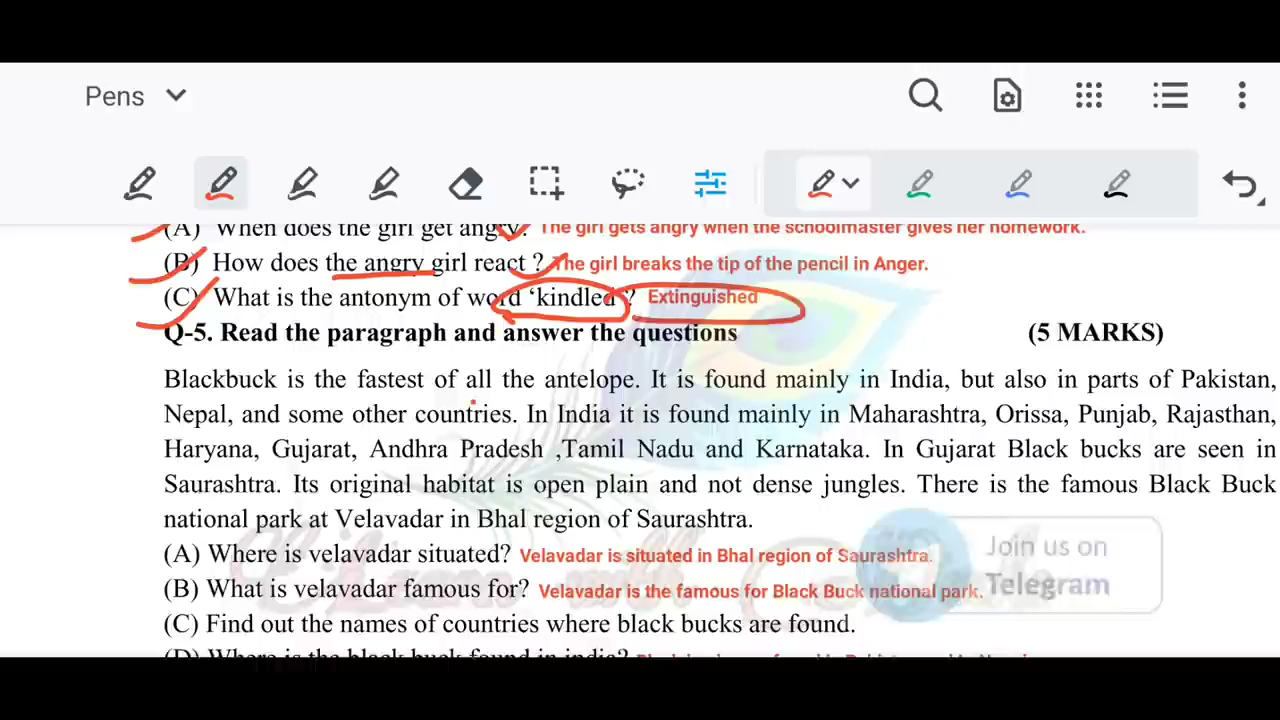 Pens
(A) When does the girl get angry? The girl gets angry when the schoolmaster gives her homework.
(B) How does the angry girl react ? The girl breaks the tip of the pencil in Anger.
(C) What is the antonym of word ‘kindled’ ? Extinguished
Q-5. Read the paragraph and answer the questions (5 MARKS)
Blackbuck is the fastest of all the antelope. It is found mainly in India, but also in parts of Pakistan,
Nepal, and some other countries. In India it is found mainly in Maharashtra, Orissa, Punjab, Rajasthan,
Haryana, Gujarat, Andhra Pradesh ,Tamil Nadu and Karnataka. In Gujarat Black bucks are seen in
Saurashtra. Its original habitat is open plain and not dense jungles. There is the famous Black Buck
national park at Velavadar in Bhal region of Saurashtra.
(A) Where is velavadar situated? Velavadar is situated in Bhal region of Saurashtra.
(B) What is velavadar famous for? Velavadar is the famous for Black Buck national park.
Join us on
Telegram
(C) Find out the names of countries where black bucks are found.
(D) Where is the black buck found in india?